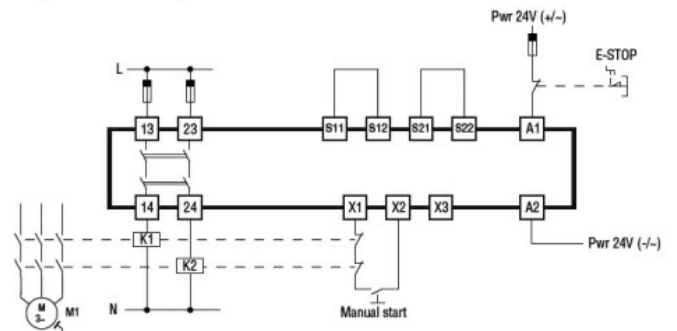 Pwr 24V (+/~)
E-STOP
L
13 23 S11 S12 S21 S22 A1
14 24 X1 X2 X3 A2
K1
K2
Pwr 24V (-/~)
M
3~
M1
N
Manual start